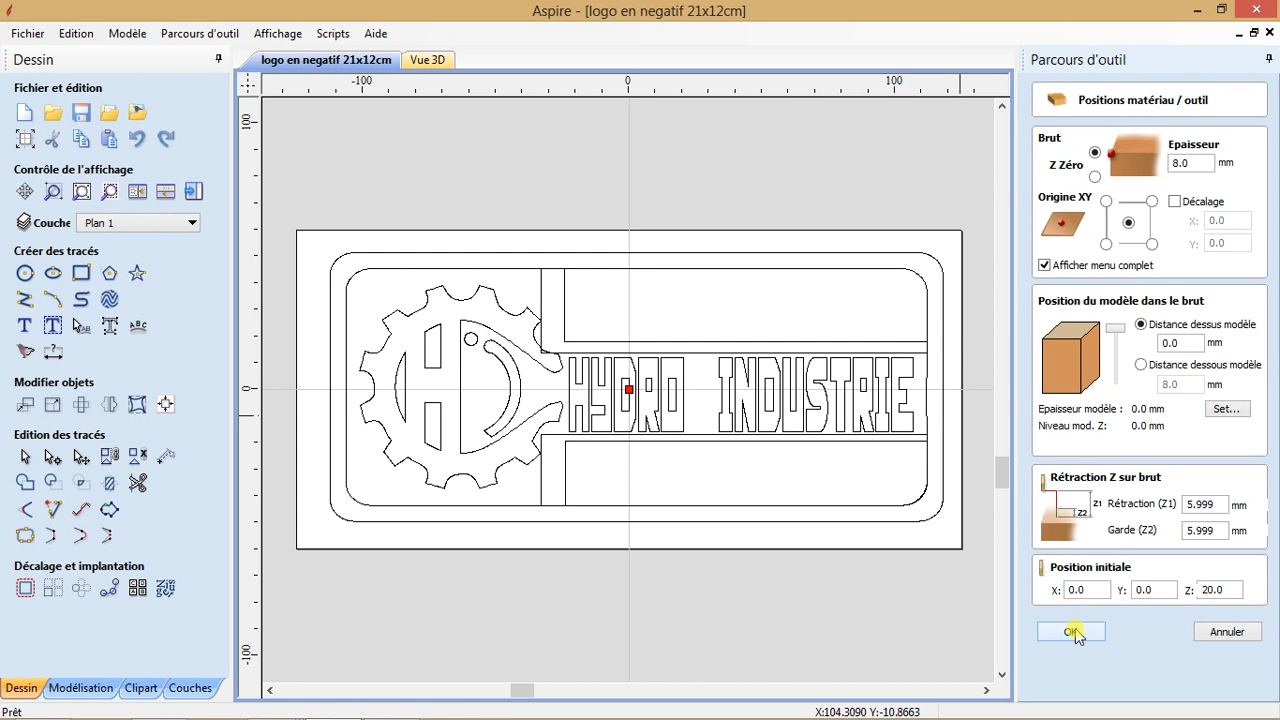 Aspire - [logo en negatif 21x12cm]
Fichier Edition Modèle Parcours d'outil Affichage Scripts Aide
Dessin
Fichier et édition
Contrôle de l'affichage
Couche Plan 1
Créer des tracés
Modifier objets
Edition des tracés
Décalage et implantation
Dessin Modélisation Clipart Couches
Prêt
logo en negatif 21x12cm Vue 3D
-100 0 100
100
0
-100
HYDRO INDUSTRIE
Parcours d'outil
Positions matériau / outil
Brut
Z Zéro
Epaisseur
8.0 mm
Origine XY
Décalage
X: 0.0
Y: 0.0
Afficher menu complet
Position du modèle dans le brut
Distance dessus modèle
0.0 mm
Distance dessous modèle
8.0 mm
Epaisseur modèle : 0.0 mm
Niveau mod. Z: 0.0 mm
Set...
Rétraction Z sur brut
Z1 Rétraction (Z1) 5.999 mm
Z2 Garde (Z2) 5.999 mm
Position initiale
X: 0.0 Y: 0.0 Z: 20.0
OK Annuler
X:104.3090 Y:-10.8663